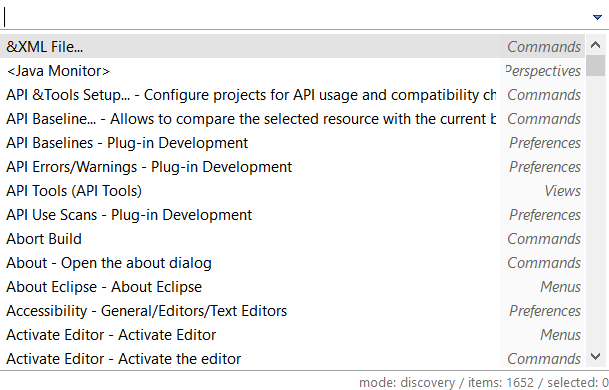 &XML File... Commands
<Java Monitor> Perspectives
API &Tools Setup... - Configure projects for API usage and compatibility ch Commands
API Baseline... - Allows to compare the selected resource with the current b Commands
API Baselines - Plug-in Development Preferences
API Errors/Warnings - Plug-in Development Preferences
API Tools (API Tools) Views
API Use Scans - Plug-in Development Preferences
Abort Build Commands
About - Open the about dialog Commands
About Eclipse - About Eclipse Menus
Accessibility - General/Editors/Text Editors Preferences
Activate Editor - Activate Editor Menus
Activate Editor - Activate the editor Commands
mode: discovery / items: 1652 / selected: 0